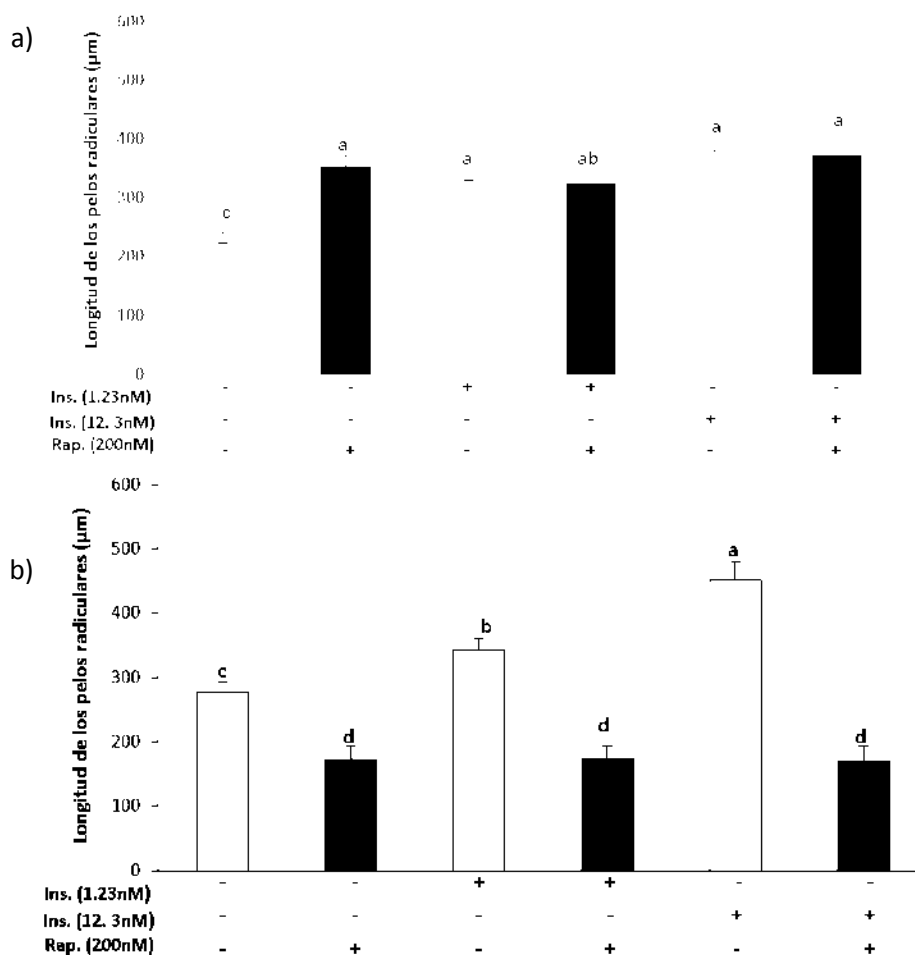 a)
Longitud de los pelos radiculares (µm)
600
500
400
300
200
100
0
c a a ab a a
Ins. (1.23nM) - - + + - -
Ins. (12. 3nM) - - - - + +
Rap. (200nM) - + - + - +
b)
Longitud de los pelos radiculares (µm)
600
500
400
300
200
100
0
c d b d a d
Ins. (1.23nM) - - + + - -
Ins. (12. 3nM) - - - - + +
Rap. (200nM) - + - + - +